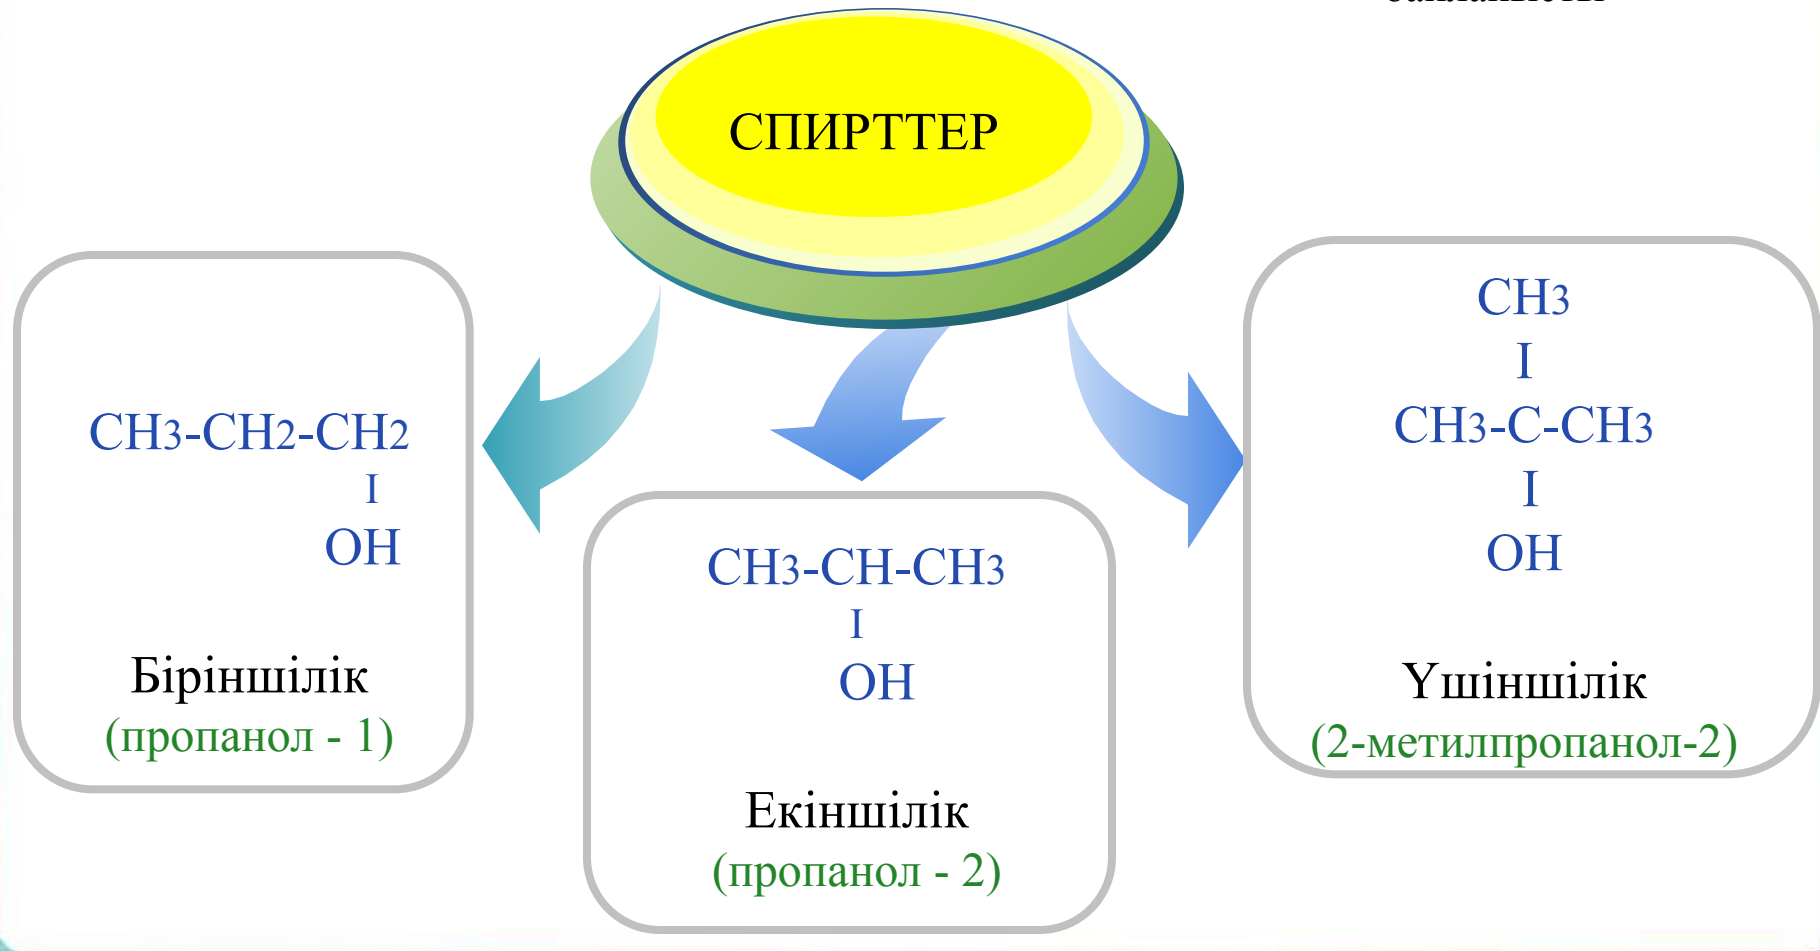 СПИРТТЕР
CH3-CH2-CH2
I
OH
Біріншілік
(пропанол - 1)
CH3-CH-CH3
I
OH
Екіншілік
(пропанол - 2)
CH3
I
CH3-C-CH3
I
OH
Үшіншілік
(2-метилпропанол-2)